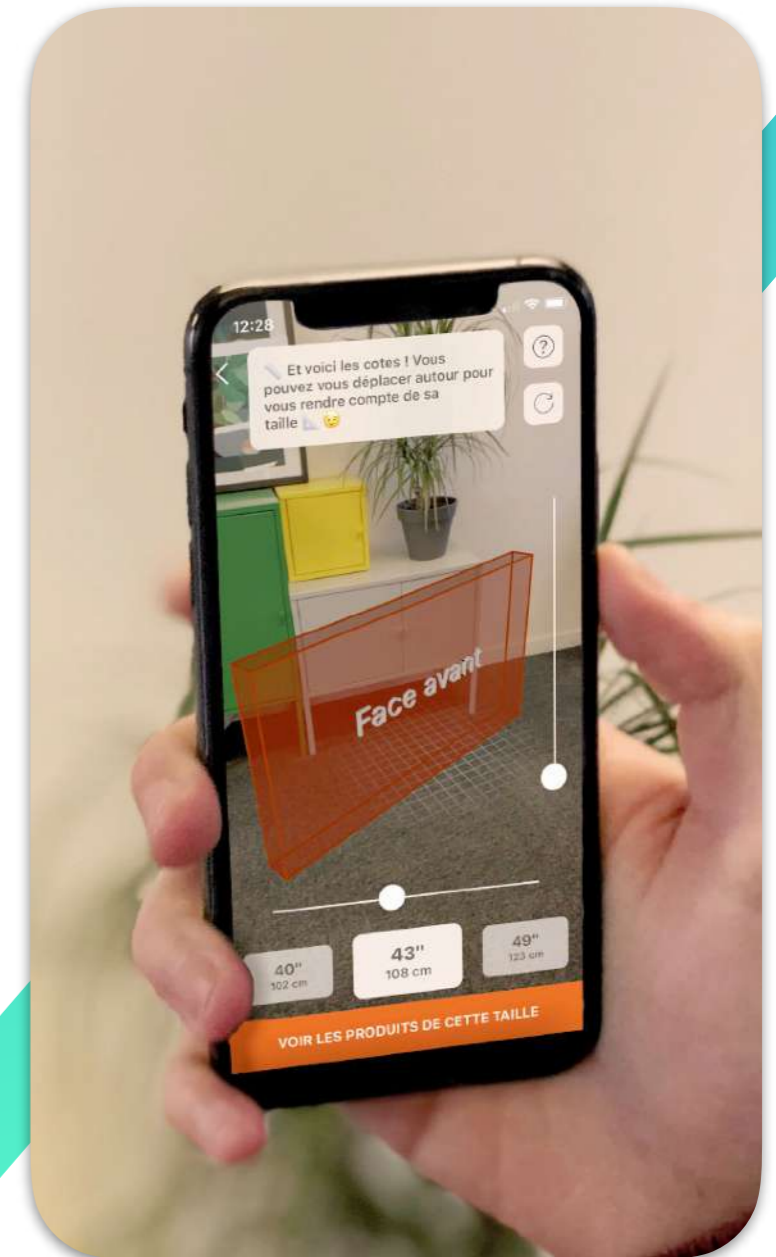 12:28
Et voici les cotes ! Vous
pouvez vous déplacer autour pour
vous rendre compte de sa
taille
?
Face avant
40"
102 cm
43"
108 cm
49"
123 cm
VOIR LES PRODUITS DE CETTE TAILLE